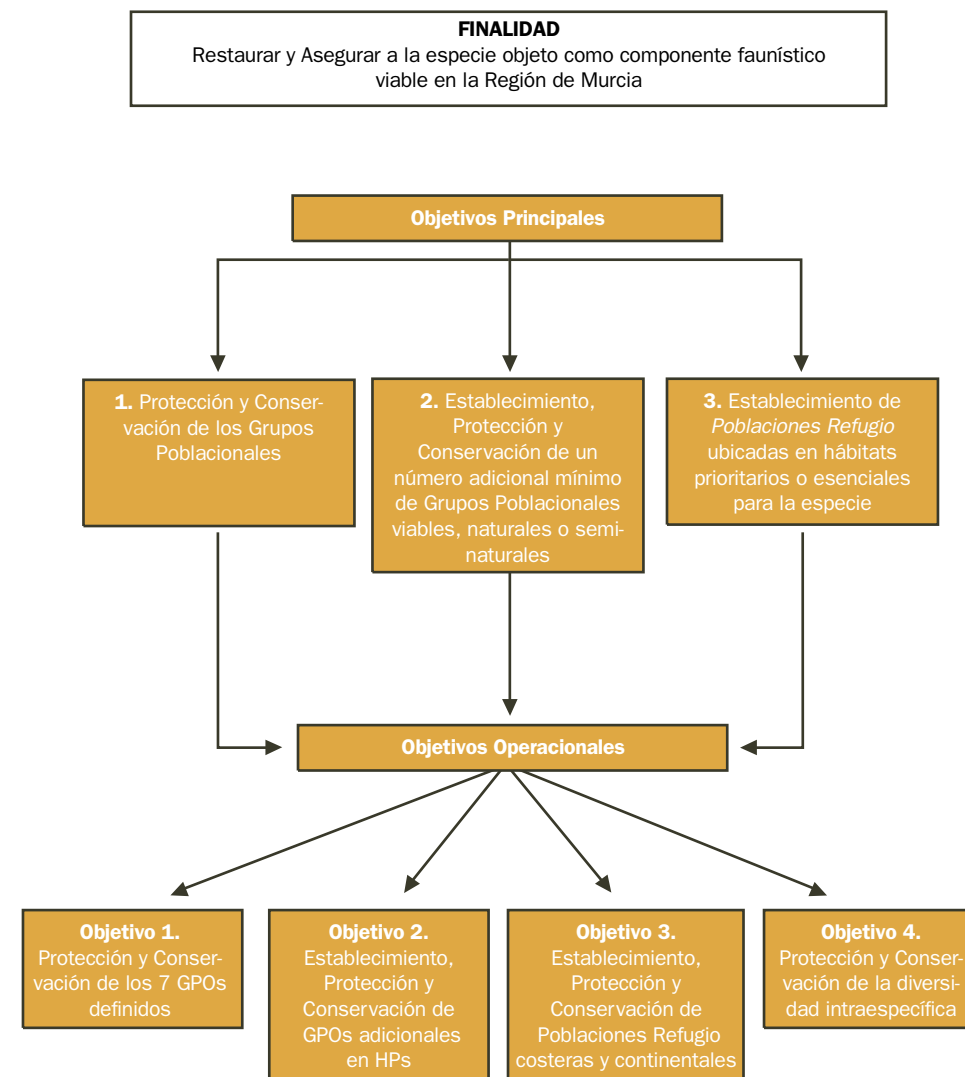 FINALIDAD
Restaurar y Asegurar a la especie objeto como componente faunístico
viable en la Región de Murcia
Objetivos Principales
1. Protección y Conser-
vación de los Grupos
Poblacionales
2. Establecimiento,
Protección y
Conservación de un
número adicional mínimo
de Grupos Poblacionales
viables, naturales o semi-
naturales
3. Establecimiento de
Poblaciones Refugio
ubicadas en hábitats
prioritarios o esenciales
para la especie
Objetivos Operacionales
Objetivo 1.
Protección y Conser-
vación de los 7 GPOs
definidos
Objetivo 2.
Establecimiento,
Protección y
Conservación de
GPOs adicionales
en HPs
Objetivo 3.
Establecimiento,
Protección y
Conservación de
Poblaciones Refugio
costeras y continentales
Objetivo 4.
Protección y Conser-
vación de la diversi-
dad intraespecífica